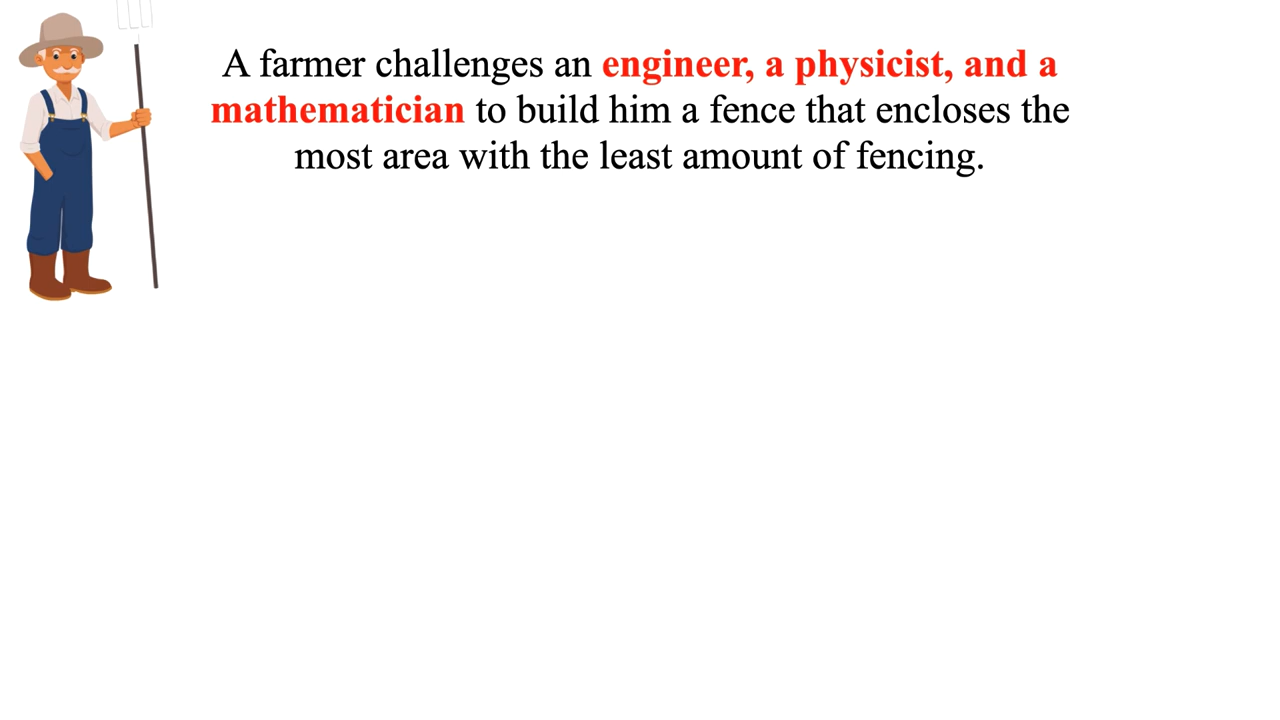 A farmer challenges an engineer, a physicist, and a
mathematician to build him a fence that encloses the
most area with the least amount of fencing.